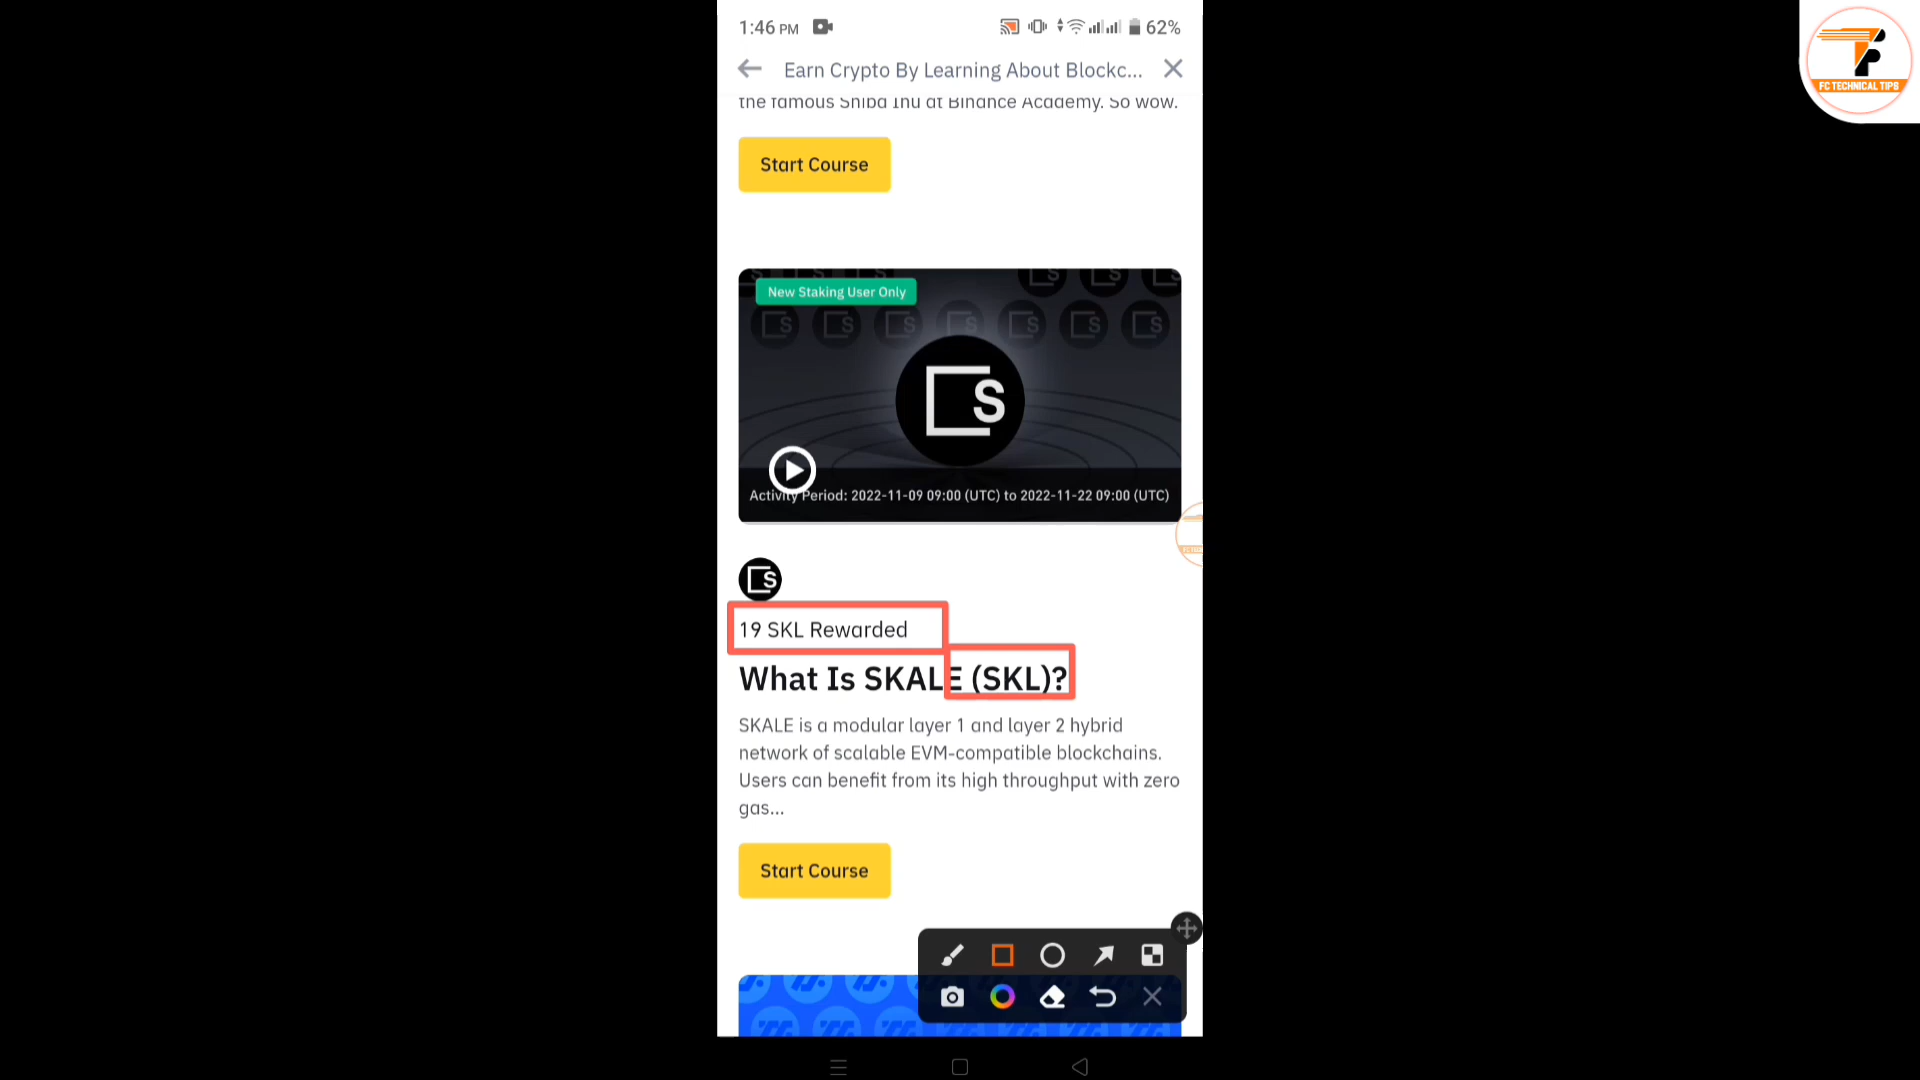 1:46 PM
62%
FC TECHNICAL TIPS
Earn Crypto By Learning About Blockc...
the famous Shiba Inu at Binance Academy. So wow.
Start Course
New Staking User Only
S
Activity Period: 2022-11-09 09:00 (UTC) to 2022-11-22 09:00 (UTC)
S
19 SKL Rewarded
What Is SKALE (SKL)?
SKALE is a modular layer 1 and layer 2 hybrid
network of scalable EVM-compatible blockchains.
Users can benefit from its high throughput with zero
gas...
Start Course